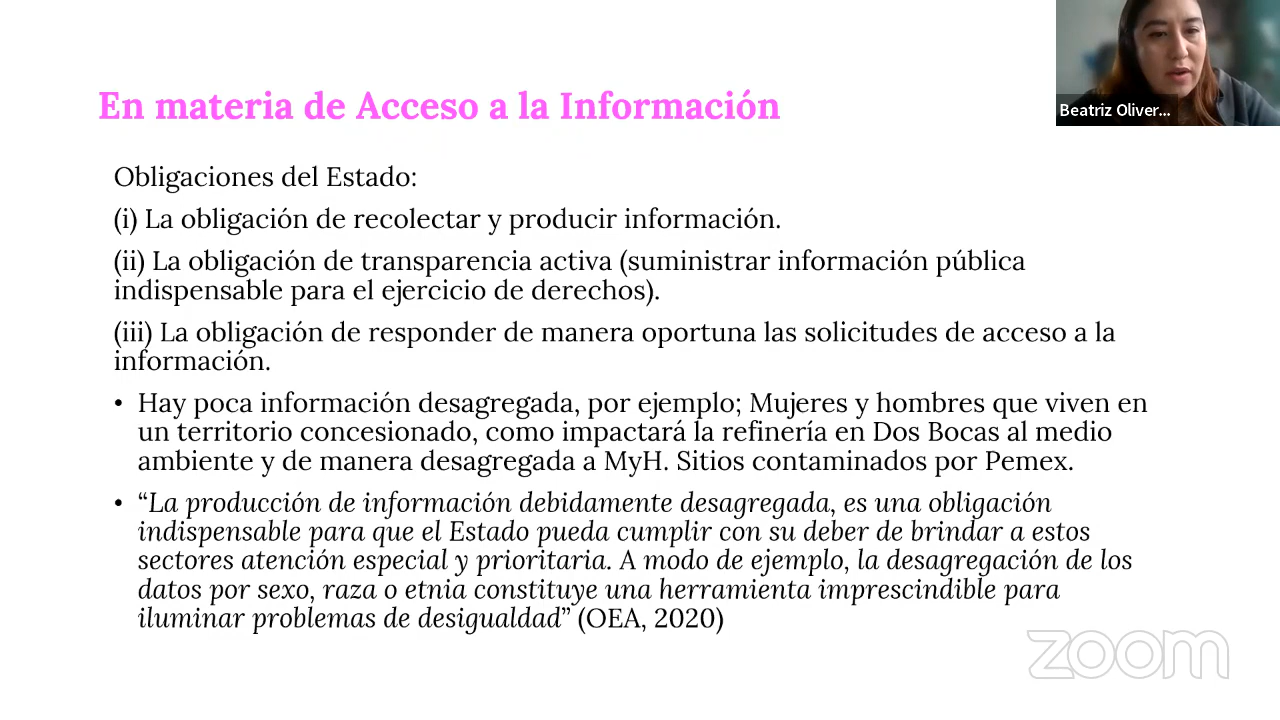 En materia de Acceso a la Información
Beatriz Oliver...
Obligaciones del Estado:
(i) La obligación de recolectar y producir información.
(ii) La obligación de transparencia activa (suministrar información pública
indispensable para el ejercicio de derechos).
(iii) La obligación de responder de manera oportuna las solicitudes de acceso a la
información.
• Hay poca información desagregada, por ejemplo; Mujeres y hombres que viven en
un territorio concesionado, como impactará la refinería en Dos Bocas al medio
ambiente y de manera desagregada a MyH. Sitios contaminados por Pemex.
• “La producción de información debidamente desagregada, es una obligación
indispensable para que el Estado pueda cumplir con su deber de brindar a estos
sectores atención especial y prioritaria. A modo de ejemplo, la desagregación de los
datos por sexo, raza o etnia constituye una herramienta imprescindible para
iluminar problemas de desigualdad” (OEA, 2020)
zoom